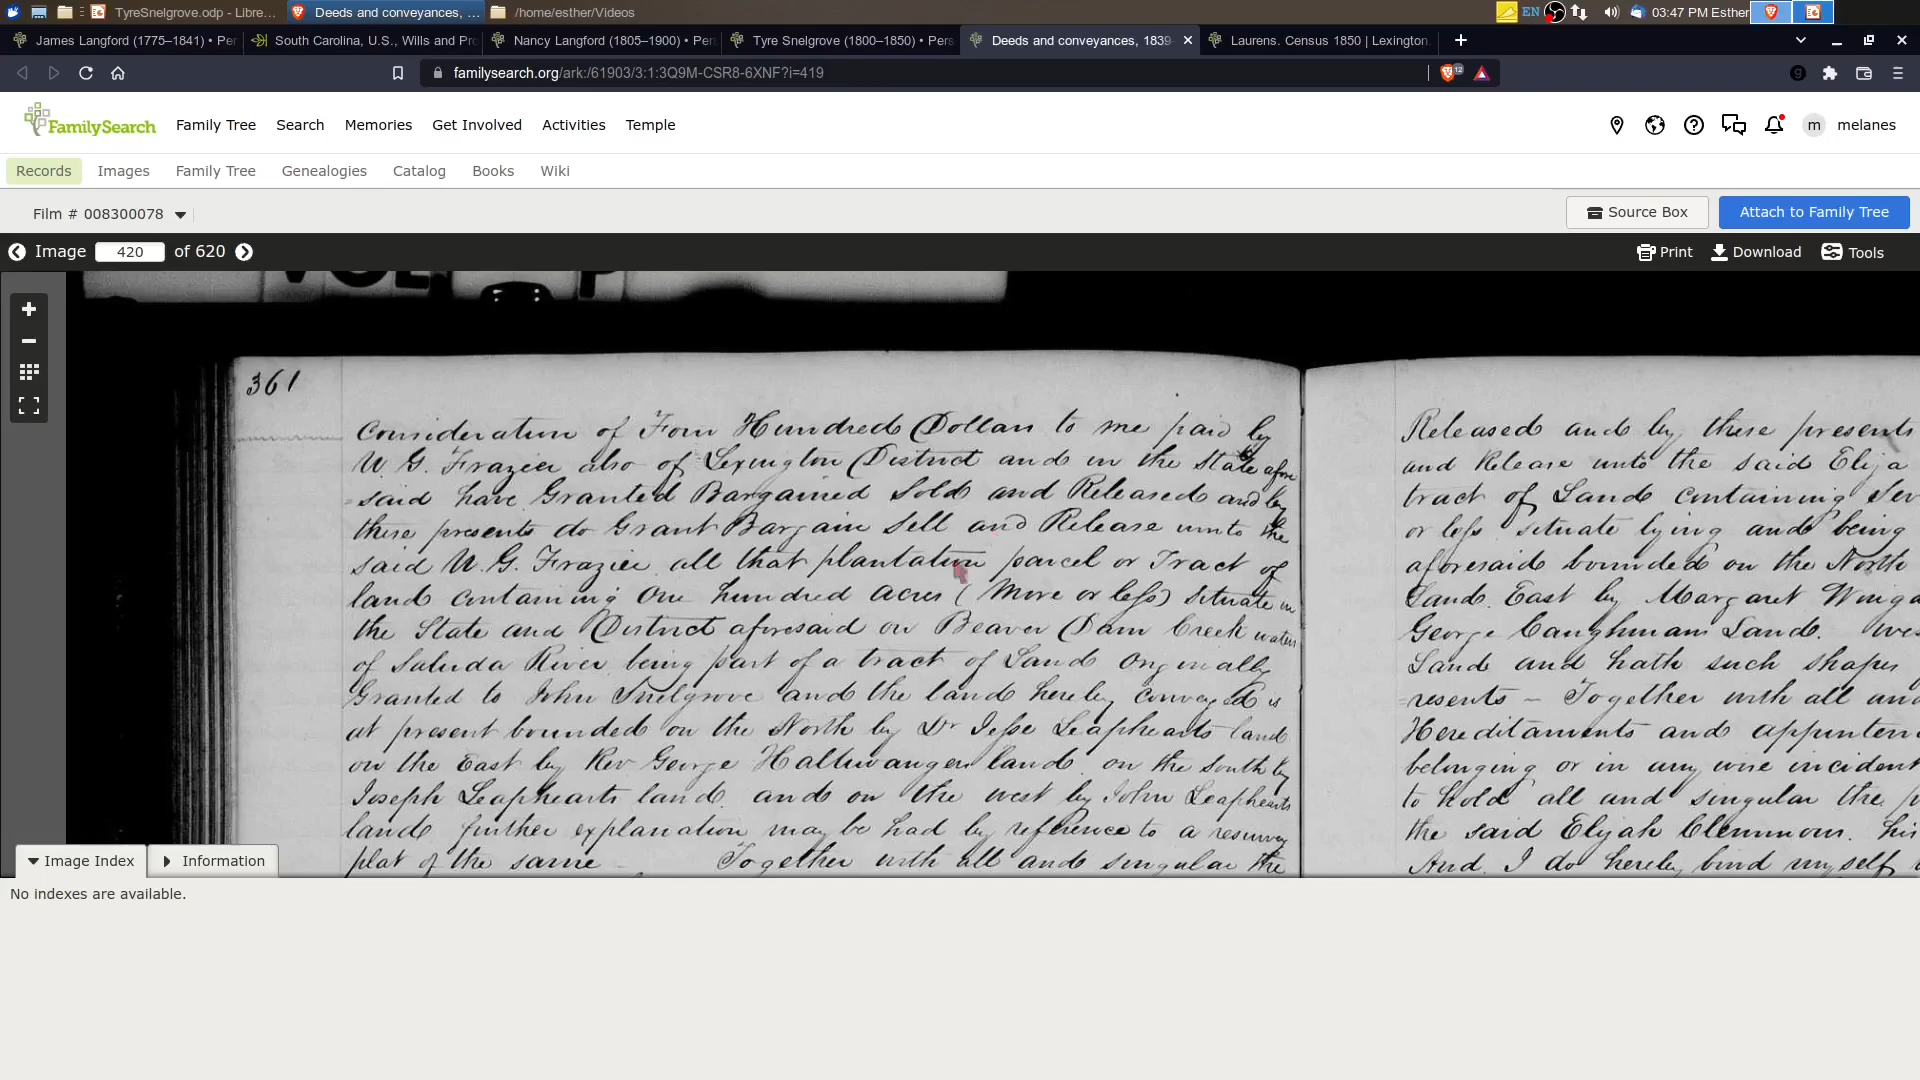 TyreSnelgrove.odp - Libre...
Deeds and conveyances, ...
/home/esther/Videos
EN
03:47 PM Esther
James Langford (1775–1841) • Per
South Carolina, U.S., Wills and Pro
Nancy Langford (1805–1900) • Per
Tyre Snelgrove (1800–1850) • Pers
Deeds and conveyances, 1839-
Laurens. Census 1850 | Lexington
familysearch.org/ark:/61903/3:1:3Q9M-CSR8-6XNF?i=419
12
FamilySearch
Family Tree
Search
Memories
Get Involved
Activities
Temple
m
melanes
Records
Images
Family Tree
Genealogies
Catalog
Books
Wiki
Film # 008300078
Source Box
Attach to Family Tree
Image 420 of 620
Print
Download
Tools
361
Consideration of Four Hundred Dollars to me paid by
W. G. Frazier also of Lexington District and in the State afore
=said have Granted Bargained Sold and Released and by
these presents do Grant Bargain Sell and Release unto the
said W. G. Frazier all that plantation parcel or Tract of
land containing One hundred Acres (More or less) situate in
the State and District aforesaid on Beaver Dam Creek waters
of Saluda River being part of a tract of Land Originally
Granted to John Snelgrove and the land hereby conveyed is
at present bounded on the North by Dr Jesse Leaphearts land
on the East by Rev George Haltiwanger land on the South by
Joseph Leaphearts land and on the west by John Leaphearts
land further explanation may be had by reference to a resurvey
plat of the same Together with all and singular the
Released and by these presents
and Release unto the said Elija
tract of Land containing Sev
or less situate lying and being
aforesaid bounded on the North
Land. East by Margaret Winga
George Caughman Land. Wes
Land and hath such shapes
=resents – Together with all and
Hereditaments and appurten
belonging or in any wise incident
to hold all and singular the p
the said Elijah Clemmons. his
And I do hereby bind myself
Image Index
Information
No indexes are available.